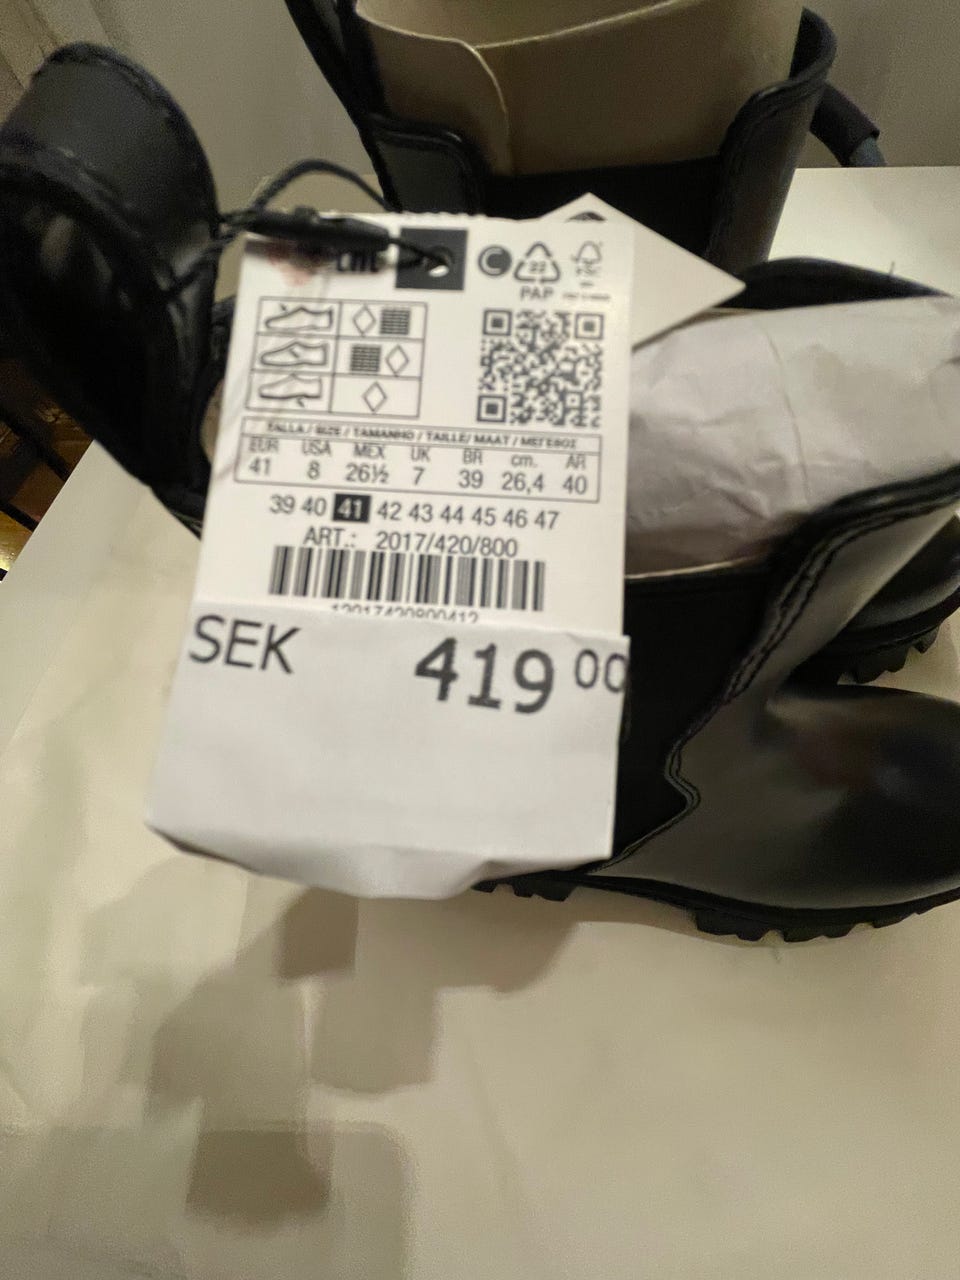 C
22
PAP
TALLA / SIZE / TAMANHO / TAILLE / MAAT / ΜΕΓΕΘΟΣ
EUR USA MEX UK BR cm. AR
41 8 26½ 7 39 26,4 40
39 40 41 42 43 44 45 46 47
ART.: 2017/420/800
12017420800412
SEK 419 00